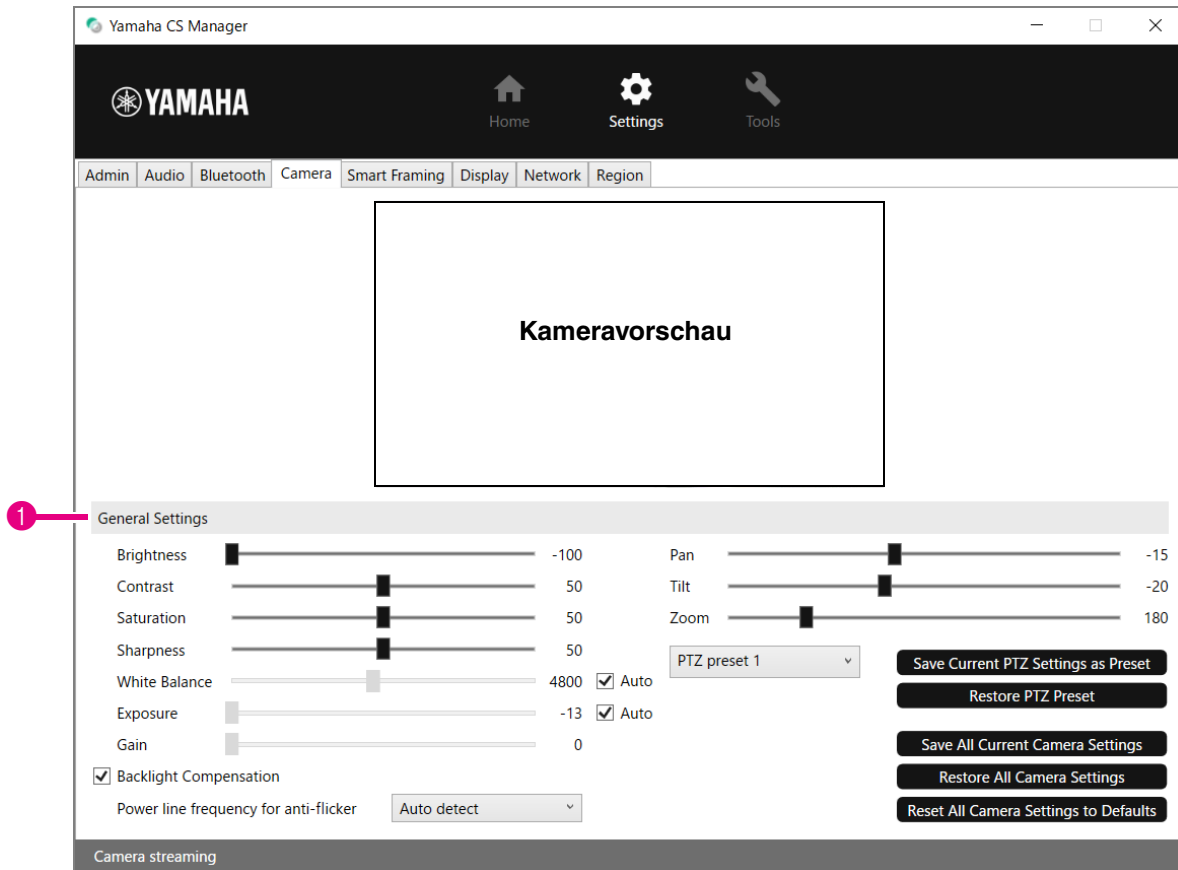 Yamaha CS Manager
YAMAHA
Home Settings Tools
Admin Audio Bluetooth Camera Smart Framing Display Network Region
Kameravorschau
1
General Settings
Brightness -100
Contrast 50
Saturation 50
Sharpness 50
White Balance 4800 Auto
Exposure -13 Auto
Gain 0
Backlight Compensation
Power line frequency for anti-flicker Auto detect
Pan -15
Tilt -20
Zoom 180
PTZ preset 1
Save Current PTZ Settings as Preset
Restore PTZ Preset
Save All Current Camera Settings
Restore All Camera Settings
Reset All Camera Settings to Defaults
Camera streaming